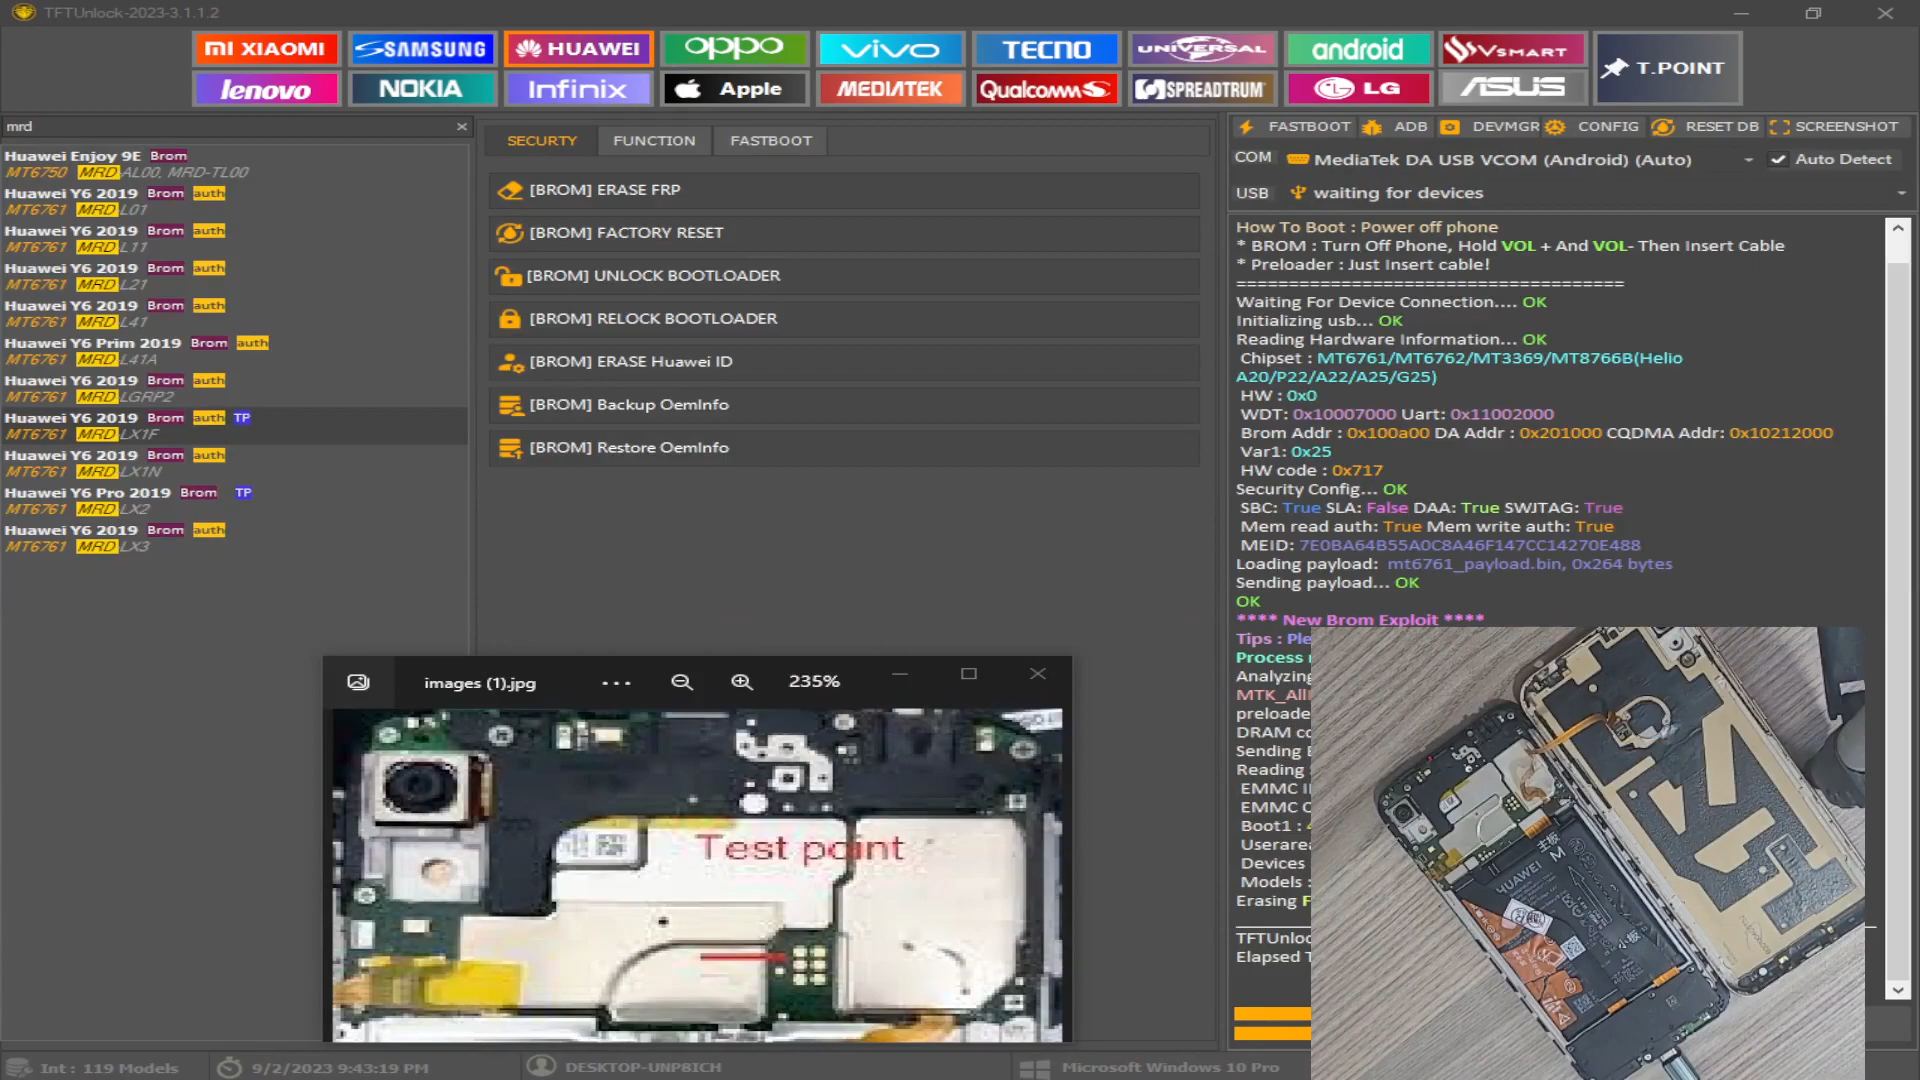 TFTUnlock-2023-3.1.1.2
XIAOMI
SAMSUNG
HUAWEI
oppo
vivo
TECNO
UNIVERSAL
android
VSMART
T.POINT
lenovo
NOKIA
Infinix
Apple
MEDIATEK
Qualcomm
SPREADTRUM
LG
ASUS
mrd
Huawei Enjoy 9E Brom
MT6750 MRD AL00, MRD-TL00
Huawei Y6 2019 Brom auth
MT6761 MRD L01
Huawei Y6 2019 Brom auth
MT6761 MRD L11
Huawei Y6 2019 Brom auth
MT6761 MRD L21
Huawei Y6 2019 Brom auth
MT6761 MRD L41
Huawei Y6 Prim 2019 Brom auth
MT6761 MRD L41A
Huawei Y6 2019 Brom auth
MT6761 MRD LGRP2
Huawei Y6 2019 Brom auth TP
MT6761 MRD LX1F
Huawei Y6 2019 Brom auth
MT6761 MRD LX1N
Huawei Y6 Pro 2019 Brom TP
MT6761 MRD LX2
Huawei Y6 2019 Brom auth
MT6761 MRD LX3
SECURTY FUNCTION FASTBOOT
[BROM] ERASE FRP
[BROM] FACTORY RESET
[BROM] UNLOCK BOOTLOADER
[BROM] RELOCK BOOTLOADER
[BROM] ERASE Huawei ID
[BROM] Backup OemInfo
[BROM] Restore OemInfo
images (1).jpg
235%
Test point
FASTBOOT ADB DEVMGR CONFIG RESET DB SCREENSHOT
COM MediaTek DA USB VCOM (Android) (Auto) Auto Detect
USB waiting for devices
How To Boot : Power off phone
* BROM : Turn Off Phone, Hold VOL + And VOL- Then Insert Cable
* Preloader : Just Insert cable!
=====================================
Waiting For Device Connection.... OK
Initializing usb... OK
Reading Hardware Information... OK
Chipset : MT6761/MT6762/MT3369/MT8766B(Helio
A20/P22/A22/A25/G25)
HW : 0x0
WDT: 0x10007000 Uart: 0x11002000
Brom Addr : 0x100a00 DA Addr : 0x201000 CQDMA Addr: 0x10212000
Var1: 0x25
HW code : 0x717
Security Config... OK
SBC: True SLA: False DAA: True SWJTAG: True
Mem read auth: True Mem write auth: True
MEID: 7E0BA64B55A0C8A46F147CC14270E488
Loading payload: mt6761_payload.bin, 0x264 bytes
Sending payload... OK
OK
**** New Brom Exploit ****
Tips : Ple
Process
Analyzing
MTK_All
preloade
DRAM co
Sending
Reading
EMMC
EMMC
Boot1 :
Userarea
Devices
Models :
Erasing F
TFTUnloc
Elapsed T
HUAWEI
主板
M
小板
Int : 119 Models
9/2/2023 9:43:19 PM
DESKTOP-UNP8ICH
Microsoft Windows 10 Pro